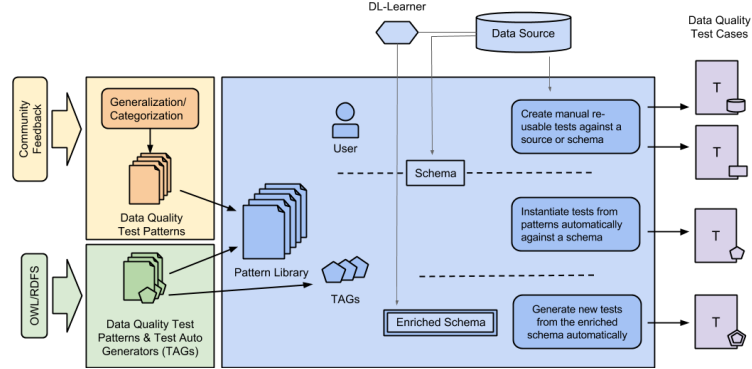 DL-Learner
Data Source
Data Quality
Test Cases
Community
Feedback
Generalization/
Categorization
Data Quality
Test Patterns
OWL/RDFS
Data Quality Test
Patterns & Test Auto
Generators (TAGs)
Pattern Library
User
TAGs
Schema
Enriched Schema
Create manual re-
usable tests against a
source or schema
Instantiate tests from
patterns automatically
against a schema
Generate new tests
from the enriched
schema automatically
T
T
T
T